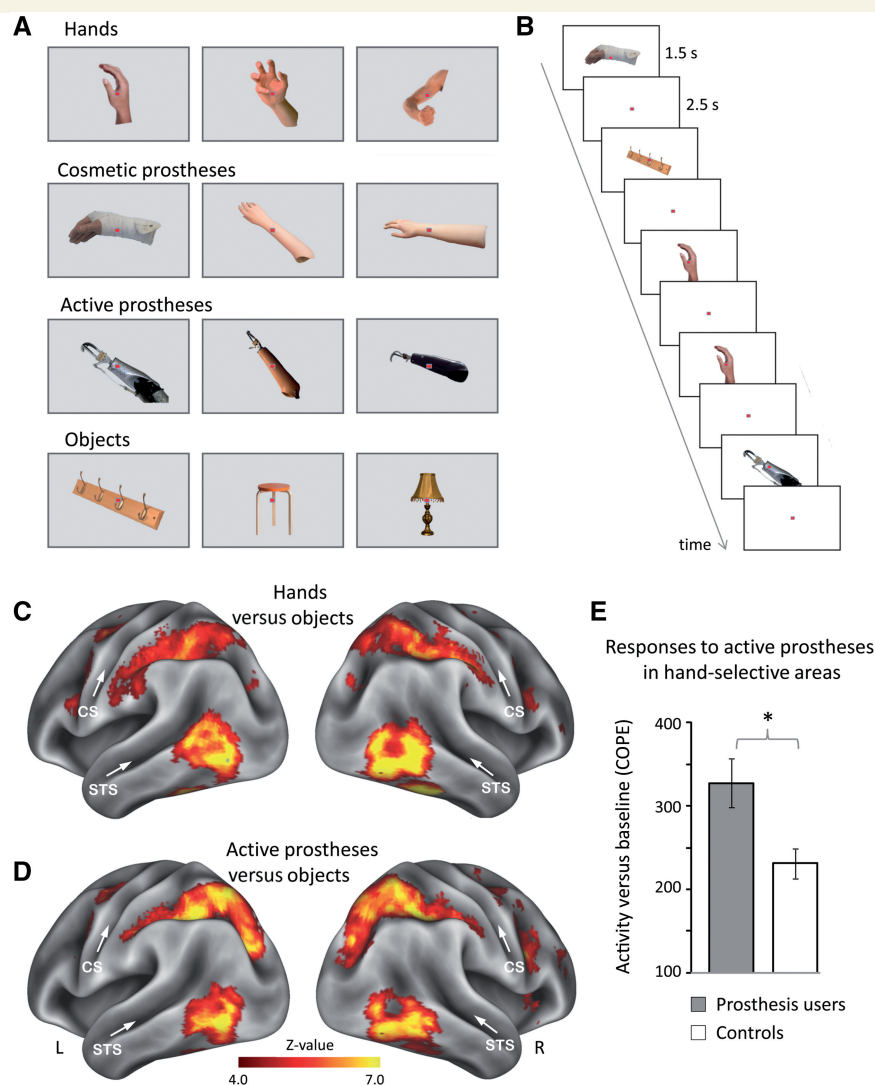 A
Hands
Cosmetic prostheses
Active prostheses
Objects
B
1.5 s
2.5 s
time
C
Hands
versus objects
CS
STS
CS
STS
D
Active prostheses
versus objects
CS
STS
CS
STS
L
R
Z-value
4.0
7.0
E
Responses to active prostheses
in hand-selective areas
Activity versus baseline (COPE)
400
300
200
100
*
Prosthesis users
Controls